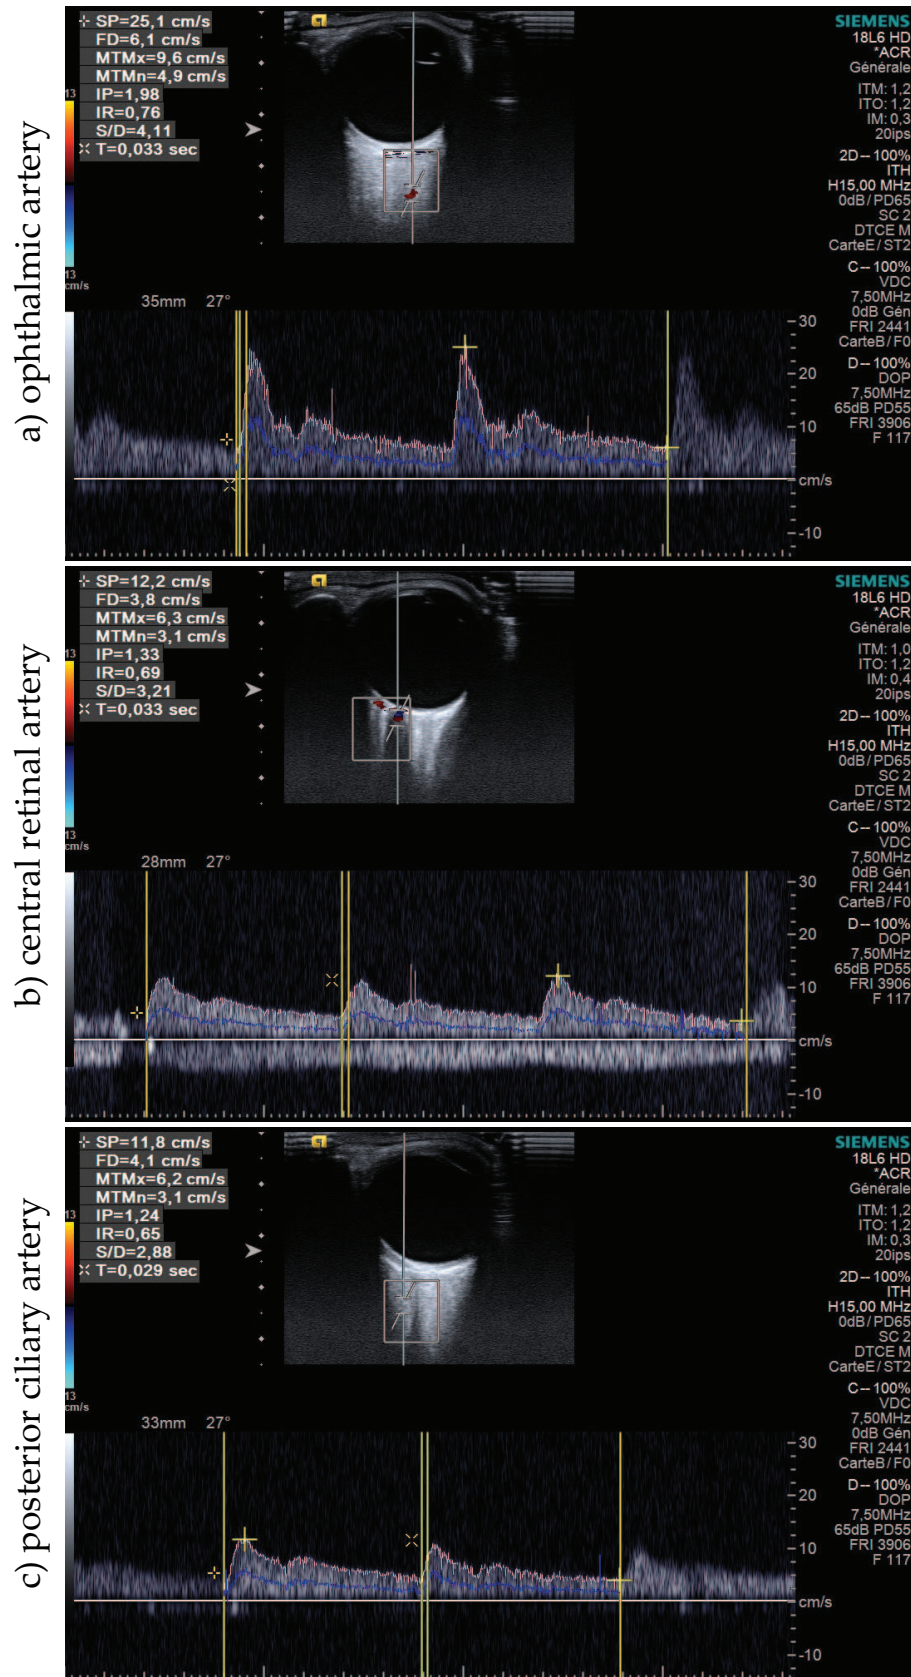 a) ophthalmic artery
SP=25,1 cm/s
FD=6,1 cm/s
MTMx=9,6 cm/s
MTMn=4,9 cm/s
IP=1,98
IR=0,76
S/D=4,11
T=0,033 sec
13
13
cm/s
35mm 27°
SIEMENS
18L6 HD
*ACR
Générale
ITM: 1,2
ITO: 1,2
IM: 0,3
20ips
2D -- 100%
ITH
H15,00 MHz
0dB/PD65
SC 2
DTCE M
CarteE/ST2
C -- 100%
VDC
7,50MHz
0dB Gén
FRI 2441
CarteB/F0
D -- 100%
DOP
7,50MHz
65dB PD55
FRI 3906
F 117
30
20
10
cm/s
-10
b) central retinal artery
SP=12,2 cm/s
FD=3,8 cm/s
MTMx=6,3 cm/s
MTMn=3,1 cm/s
IP=1,33
IR=0,69
S/D=3,21
T=0,033 sec
13
13
cm/s
28mm 27°
SIEMENS
18L6 HD
*ACR
Générale
ITM: 1,0
ITO: 1,2
IM: 0,4
20ips
2D -- 100%
ITH
H15,00 MHz
0dB/PD65
SC 2
DTCE M
CarteE/ST2
C -- 100%
VDC
7,50MHz
0dB Gén
FRI 2441
CarteB/F0
D -- 100%
DOP
7,50MHz
65dB PD55
FRI 3906
F 117
30
20
10
cm/s
-10
c) posterior ciliary artery
SP=11,8 cm/s
FD=4,1 cm/s
MTMx=6,2 cm/s
MTMn=3,1 cm/s
IP=1,24
IR=0,65
S/D=2,88
T=0,029 sec
13
13
cm/s
33mm 27°
SIEMENS
18L6 HD
*ACR
Générale
ITM: 1,2
ITO: 1,2
IM: 0,3
20ips
2D -- 100%
ITH
H15,00 MHz
0dB/PD65
SC 2
DTCE M
CarteE/ST2
C -- 100%
VDC
7,50MHz
0dB Gén
FRI 2441
CarteB/F0
D -- 100%
DOP
7,50MHz
65dB PD55
FRI 3906
F 117
30
20
10
cm/s
-10